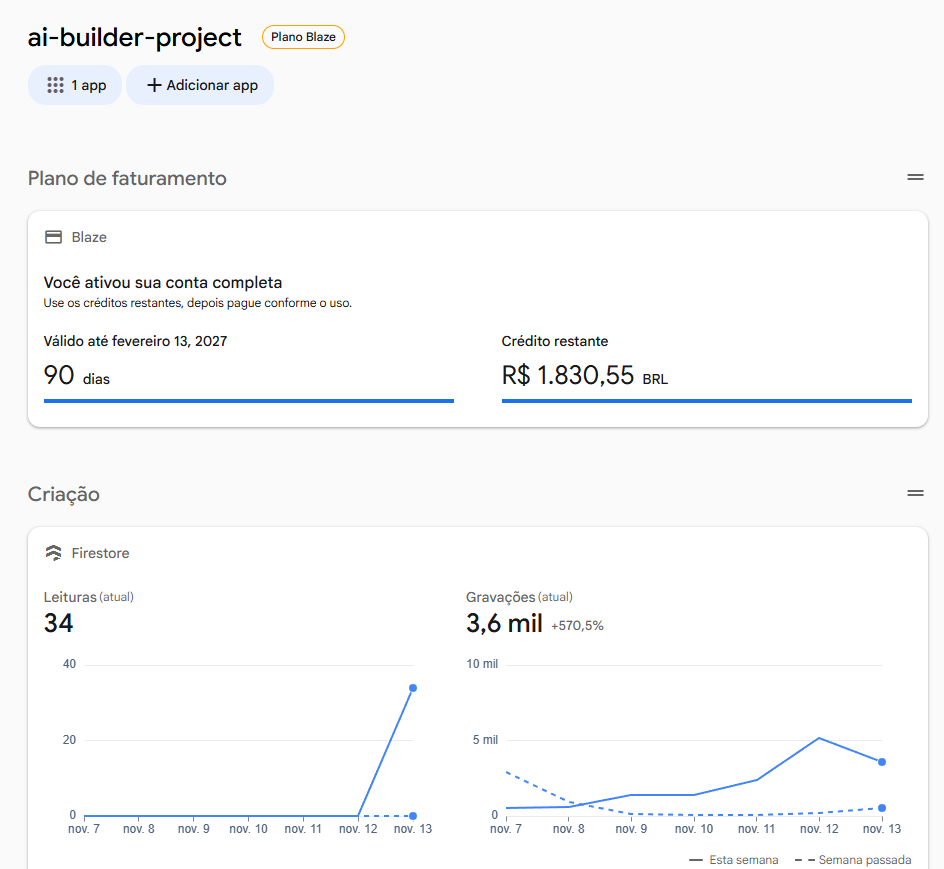 ai-builder-project Plano Blaze
1 app + Adicionar app
Plano de faturamento
Blaze
Você ativou sua conta completa
Use os créditos restantes, depois pague conforme o uso.
Válido até fevereiro 13, 2027
90 dias
Crédito restante
R$ 1.830,55 BRL
Criação
Firestore
Leituras (atual)
34
40
20
0
nov. 7 nov. 8 nov. 9 nov. 10 nov. 11 nov. 12 nov. 13
Gravações (atual)
3,6 mil +570,5%
10 mil
5 mil
0
nov. 7 nov. 8 nov. 9 nov. 10 nov. 11 nov. 12 nov. 13
Esta semana Semana passada